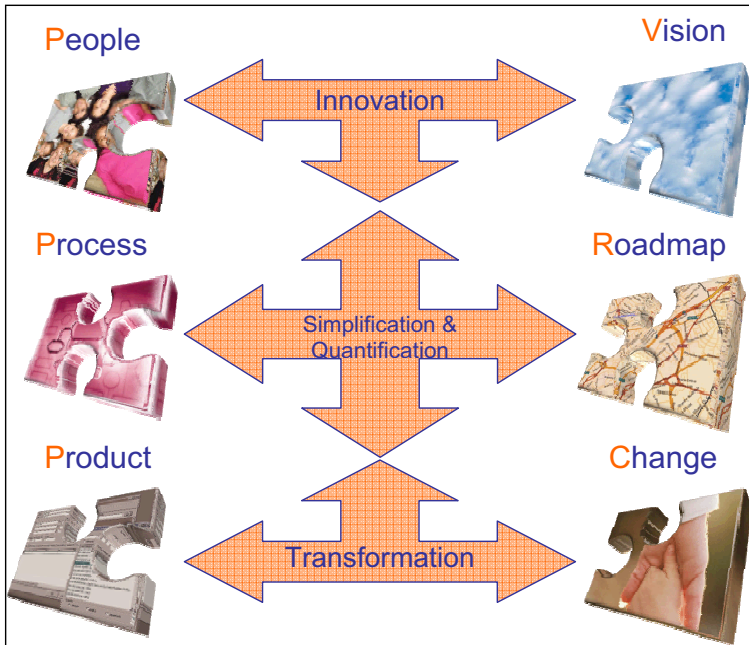 People
Vision
Innovation
Process
Roadmap
Simplification &
Quantification
Product
Change
Transformation